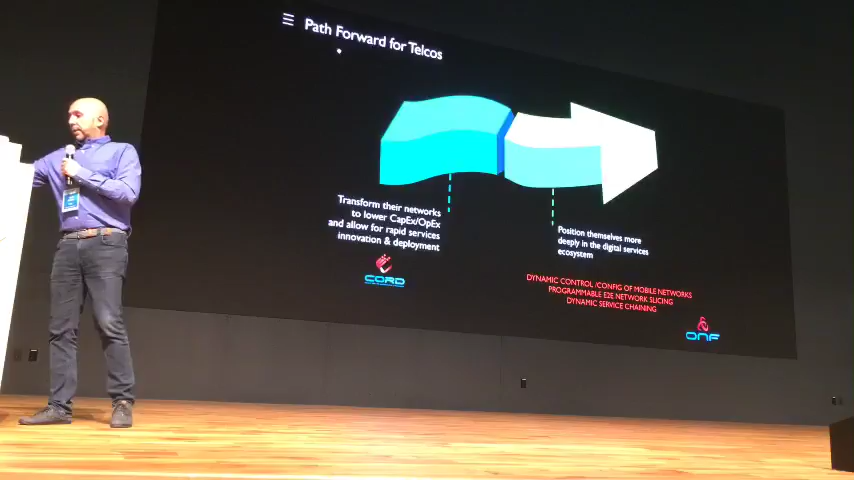 Path Forward for Telcos
Transform their networks
to lower CapEx/OpEx
and allow for rapid services
innovation & deployment
CORD
Position themselves more
deeply in the digital services
ecosystem
DYNAMIC CONTROL /CONFIG OF MOBILE NETWORKS
PROGRAMMABLE E2E NETWORK SLICING
DYNAMIC SERVICE CHAINING
ONF